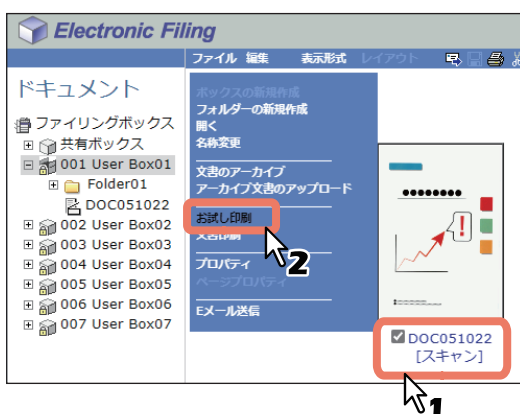 Electronic Filing
ファイル 編集 表示形式 レイアウト
ドキュメント
ファイリングボックス
共有ボックス
001 User Box01
Folder01
DOC051022
002 User Box02
003 User Box03
004 User Box04
005 User Box05
006 User Box06
007 User Box07
ボックスの新規作成
フォルダーの新規作成
開く
名称変更
文書のアーカイブ
アーカイブ文書のアップロード
お試し印刷
文書印刷
プロパティ
ページプロパティ
Eメール送信
2
DOC051022
[スキャン]
1